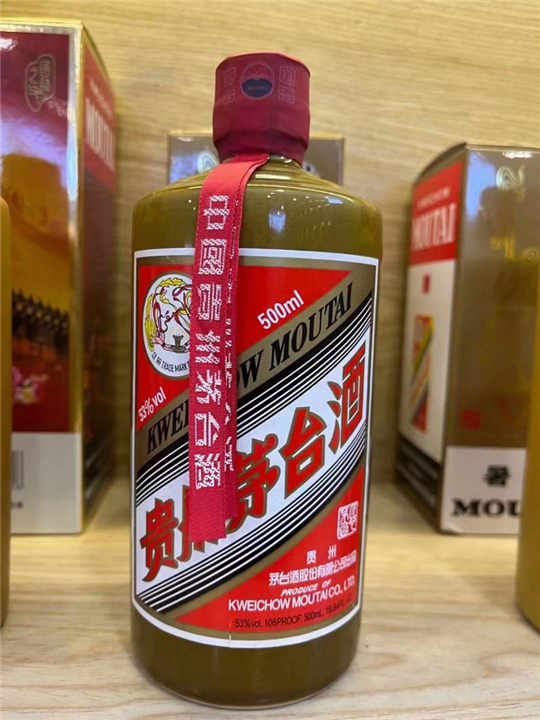 MOUTAI
MOUTAI
中国贵州茅台酒
500ml
53%vol
KWEICHOW MOUTAI
贵州茅台酒
贵州
茅台酒股份有限公司出品
PRODUCE OF
KWEICHOW MOUTAI CO., LTD.
53%vol, 106PROOF, 500mL,
暑
MOU